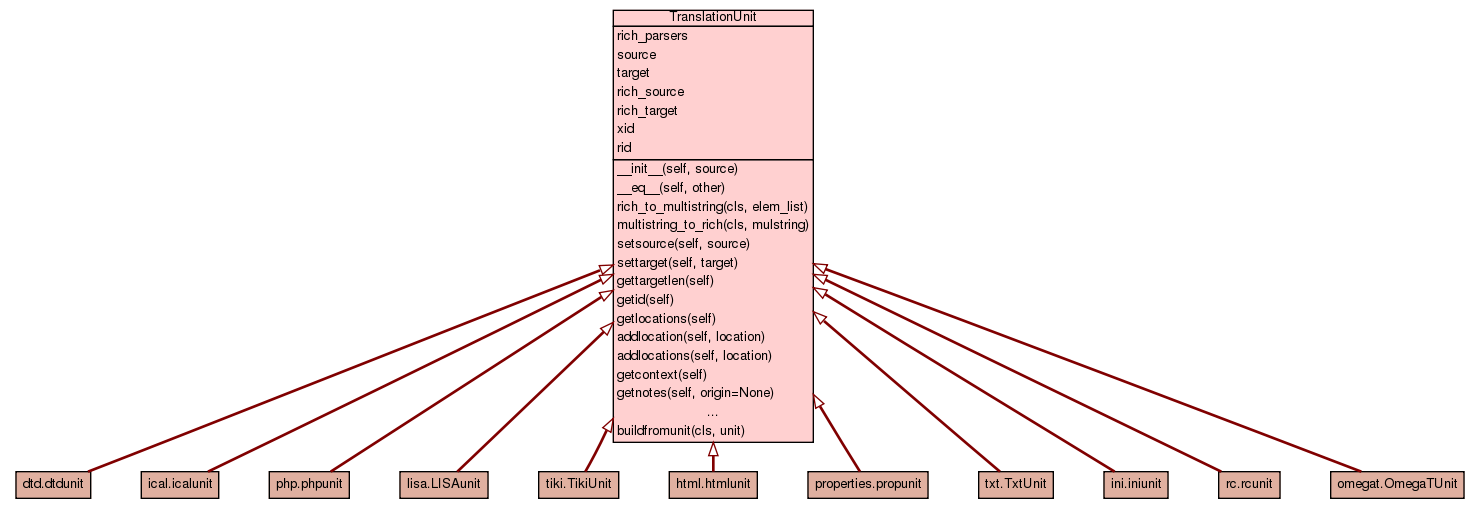 TranslationUnit
rich_parsers
source
target
rich_source
rich_target
xid
rid
__init__(self, source)
__eq__(self, other)
rich_to_multistring(cls, elem_list)
multistring_to_rich(cls, mulstring)
setsource(self, source)
settarget(self, target)
gettargetlen(self)
getid(self)
getlocations(self)
addlocation(self, location)
addlocations(self, location)
getcontext(self)
getnotes(self, origin=None)
...
buildfromunit(cls, unit)
dtd.dtdunit
ical.icalunit
php.phpunit
lisa.LISAunit
tiki.TikiUnit
html.htmlunit
properties.propunit
txt.TxtUnit
ini.iniunit
rc.rcunit
omegat.OmegaTUnit